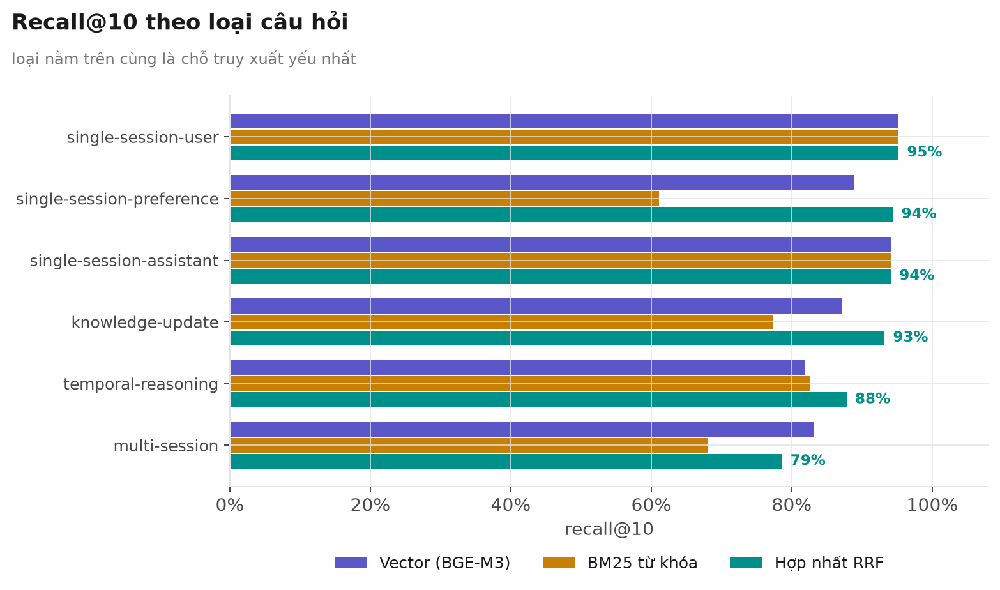 Recall@10 theo loại câu hỏi
loại nằm trên cùng là chỗ truy xuất yếu nhất
single-session-user
95%
single-session-preference
94%
single-session-assistant
94%
knowledge-update
93%
temporal-reasoning
88%
multi-session
79%
0% 20% 40% 60% 80% 100%
recall@10
Vector (BGE-M3) BM25 từ khóa Hợp nhất RRF